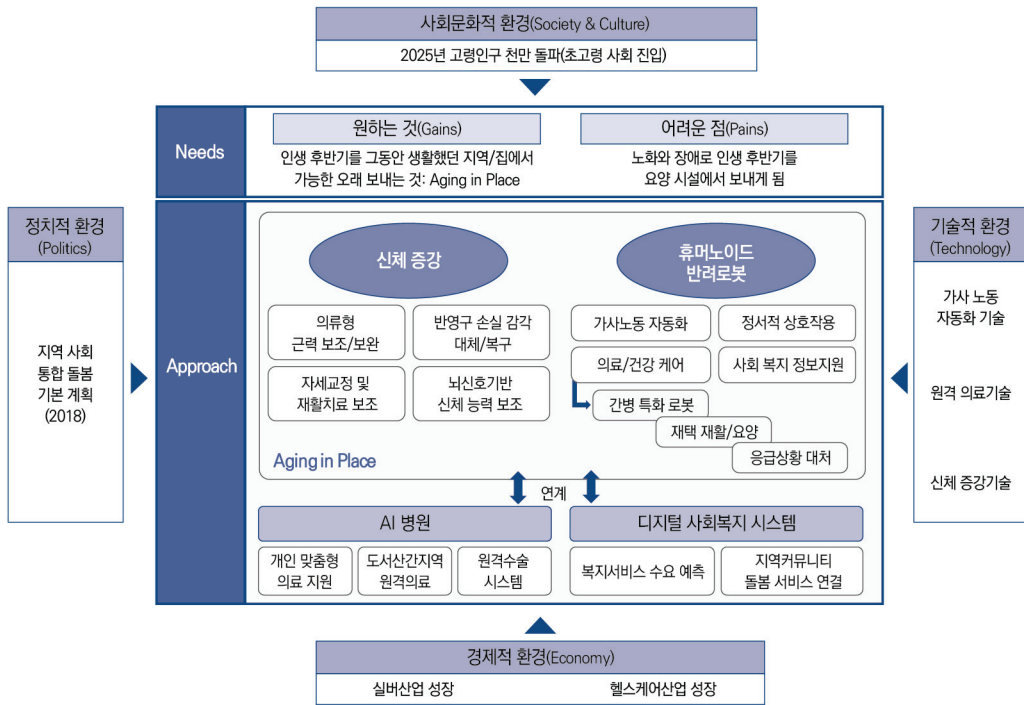 사회문화적 환경(Society & Culture)
2025년 고령인구 천만 돌파(초고령 사회 진입)
Needs
원하는 것(Gains)
인생 후반기를 그동안 생활했던 지역/집에서
가능한 오래 보내는 것: Aging in Place
어려운 점(Pains)
노화와 장애로 인생 후반기를
요양 시설에서 보내게 됨
정치적 환경
(Politics)
지역 사회
통합 돌봄
기본 계획
(2018)
Approach
신체 증강
의류형
근력 보조/보완
반영구 손실 감각
대체/복구
자세교정 및
재활치료 보조
뇌신호기반
신체 능력 보조
휴머노이드
반려로봇
가사노동 자동화
정서적 상호작용
의료/건강 케어
사회 복지 정보지원
간병 특화 로봇
재택 재활/요양
응급상황 대처
Aging in Place
연계
AI 병원
개인 맞춤형
의료 지원
도서산간지역
원격의료
원격수술
시스템
디지털 사회복지 시스템
복지서비스 수요 예측
지역커뮤니티
돌봄 서비스 연결
기술적 환경
(Technology)
가사 노동
자동화 기술
원격 의료기술
신체 증강기술
경제적 환경(Economy)
실버산업 성장
헬스케어산업 성장